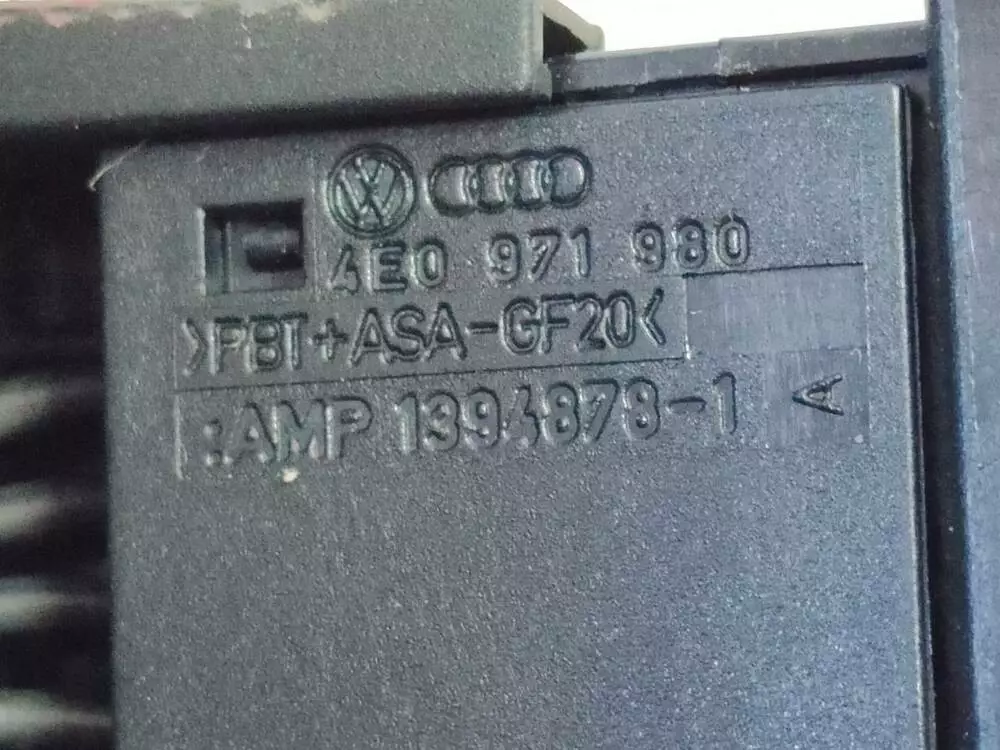 4E0 971 980
>PBT+ASA-GF20<
:AMP 1394878-1 A